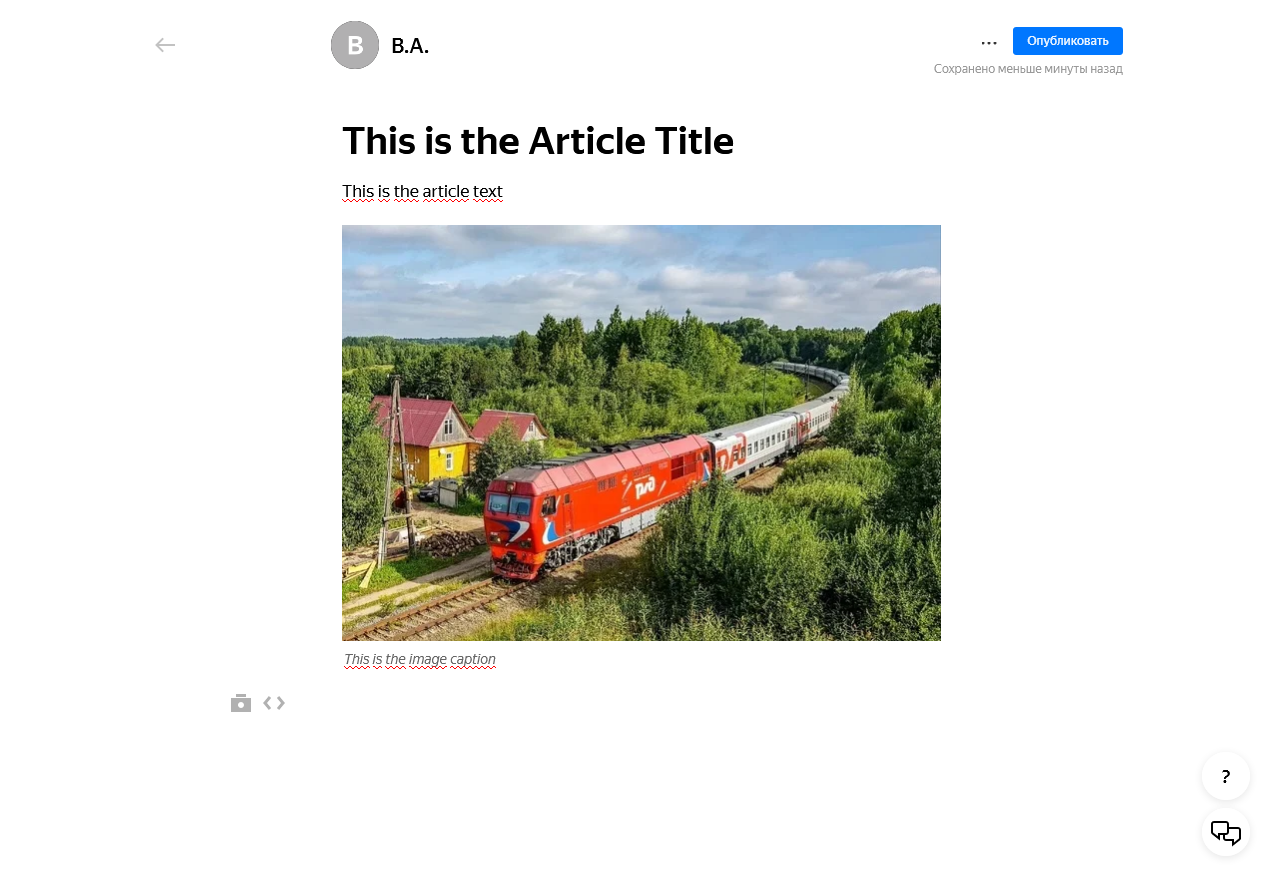 B
B.A.
...
Опубликовать
Сохранено меньше минуты назад
This is the Article Title
This is the article text
pжд
This is the image caption
?